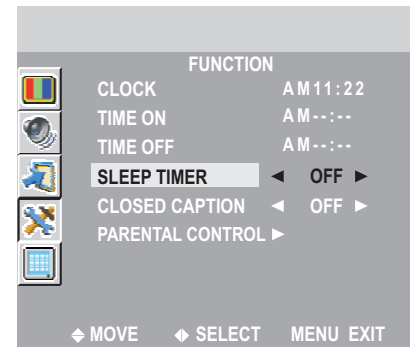 FUNCTION
CLOCK AM11:22
TIME ON AM--:--
TIME OFF AM--:--
SLEEP TIMER ◄ OFF ►
CLOSED CAPTION ◄ OFF ►
PARENTAL CONTROL ►
MOVE SELECT MENU EXIT